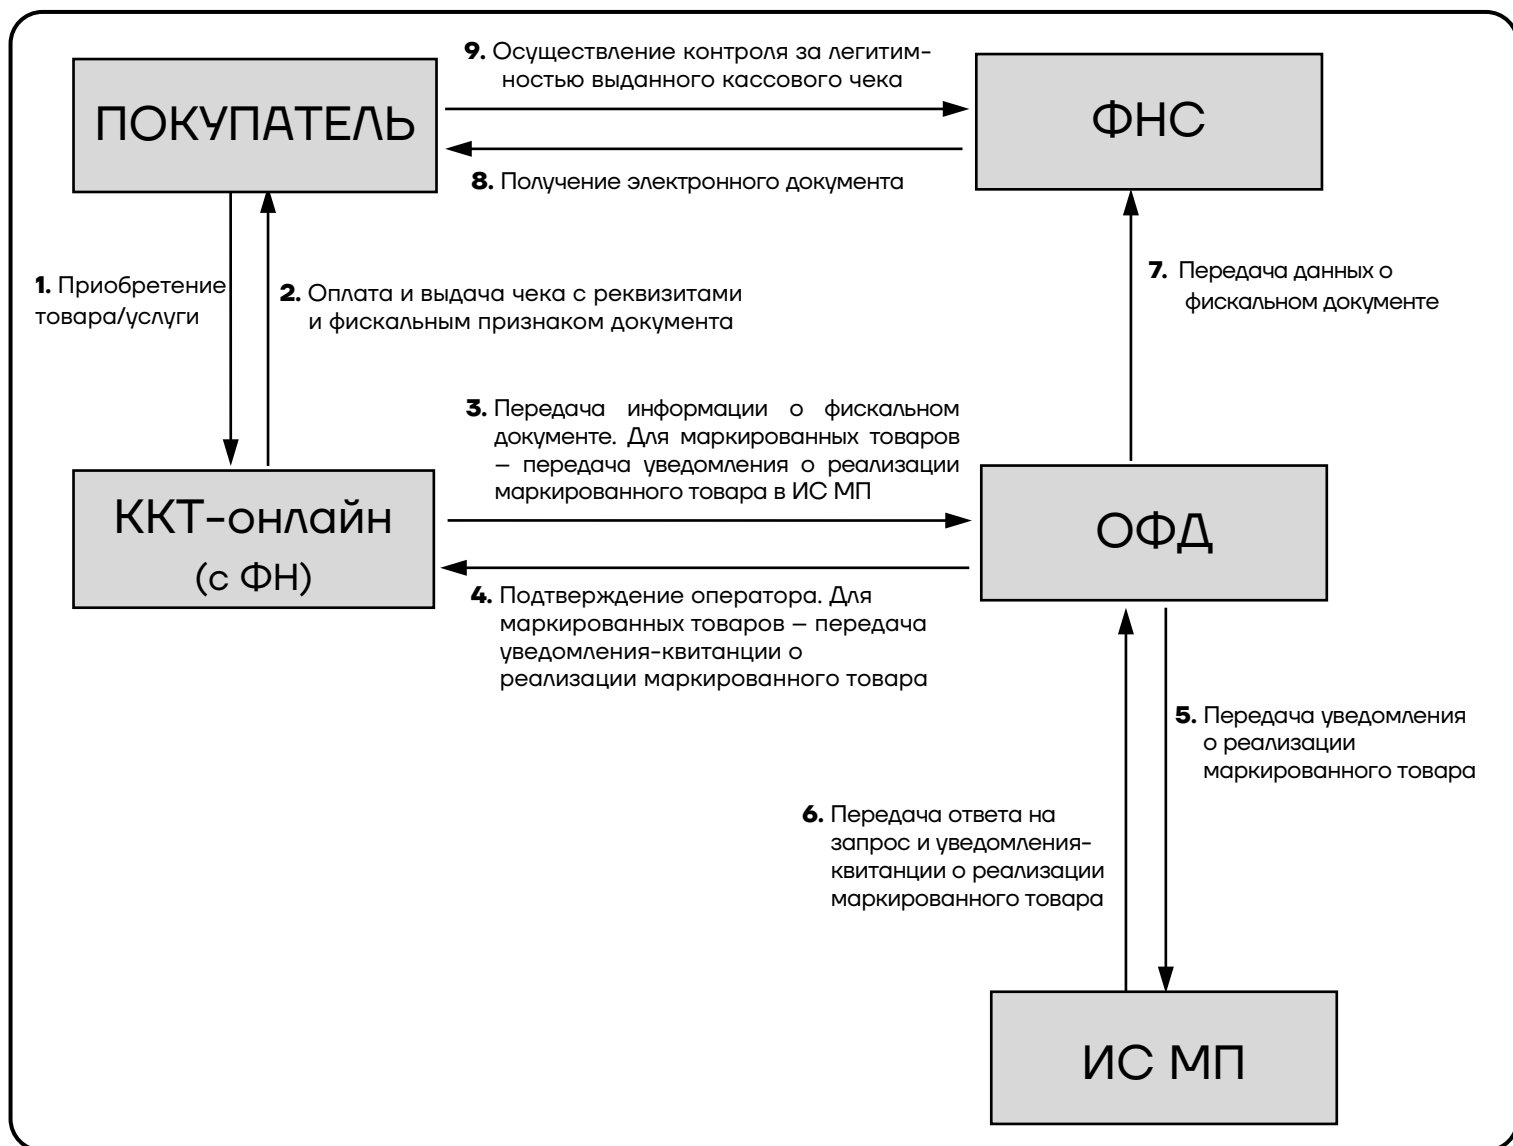 9. Осуществление контроля за легитим-
ностью выданного кассового чека
ПОКУПАТЕЛЬ
ФНС
8. Получение электронного документа
1. Приобретение
товара/услуги
2. Оплата и выдача чека с реквизитами
и фискальным признаком документа
7. Передача данных о
фискальном документе
3. Передача информации о фискальном
документе. Для маркированных товаров
– передача уведомления о реализации
маркированного товара в ИС МП
ККТ-онлайн
(с ФН)
ОФД
4. Подтверждение оператора. Для
маркированных товаров – передача
уведомления-квитанции о
реализации маркированного товара
5. Передача уведомления
о реализации
маркированного товара
6. Передача ответа на
запрос и уведомления-
квитанции о реализации
маркированного товара
ИС МП